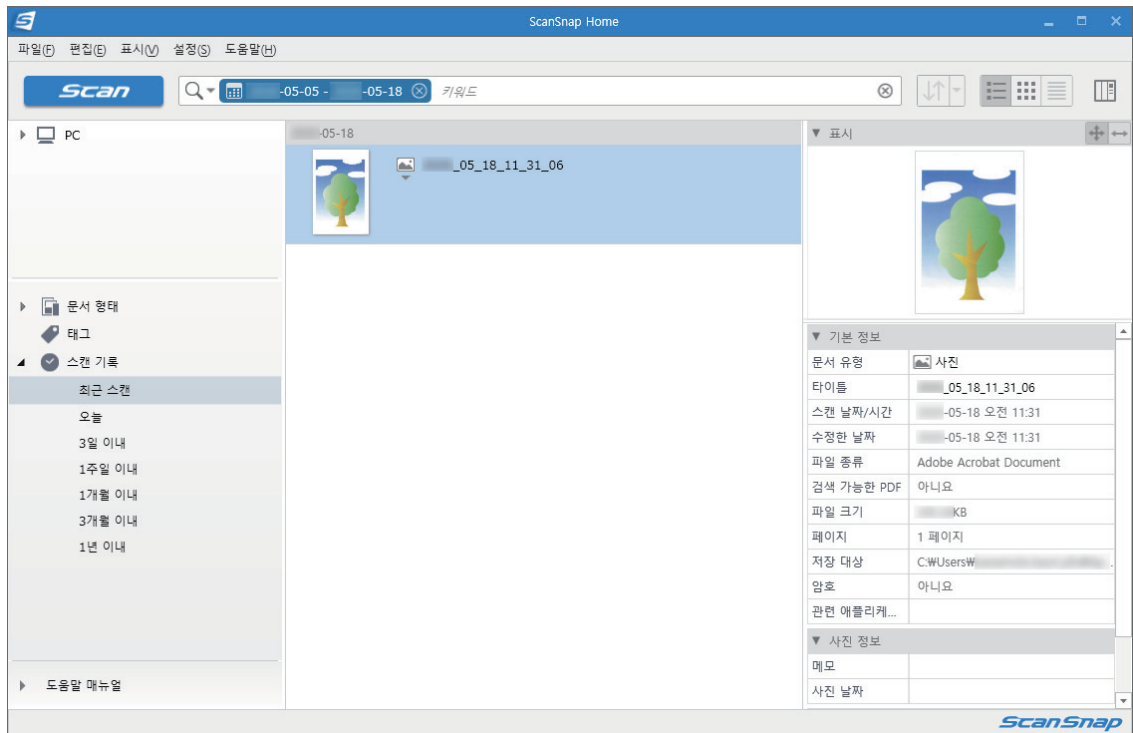 ScanSnap Home
파일(F) 편집(E) 표시(V) 설정(S) 도움말(H)
Scan
-05-05 - -05-18 키워드
PC
문서 형태
태그
스캔 기록
최근 스캔
오늘
3일 이내
1주일 이내
1개월 이내
3개월 이내
1년 이내
도움말 매뉴얼
-05-18
_05_18_11_31_06
표시
기본 정보
문서 유형 사진
타이틀 _05_18_11_31_06
스캔 날짜/시간 -05-18 오전 11:31
수정한 날짜 -05-18 오전 11:31
파일 종류 Adobe Acrobat Document
검색 가능한 PDF 아니요
파일 크기 KB
페이지 1 페이지
저장 대상 C:₩Users₩
암호 아니요
관련 애플리케...
사진 정보
메모
사진 날짜
ScanSnap